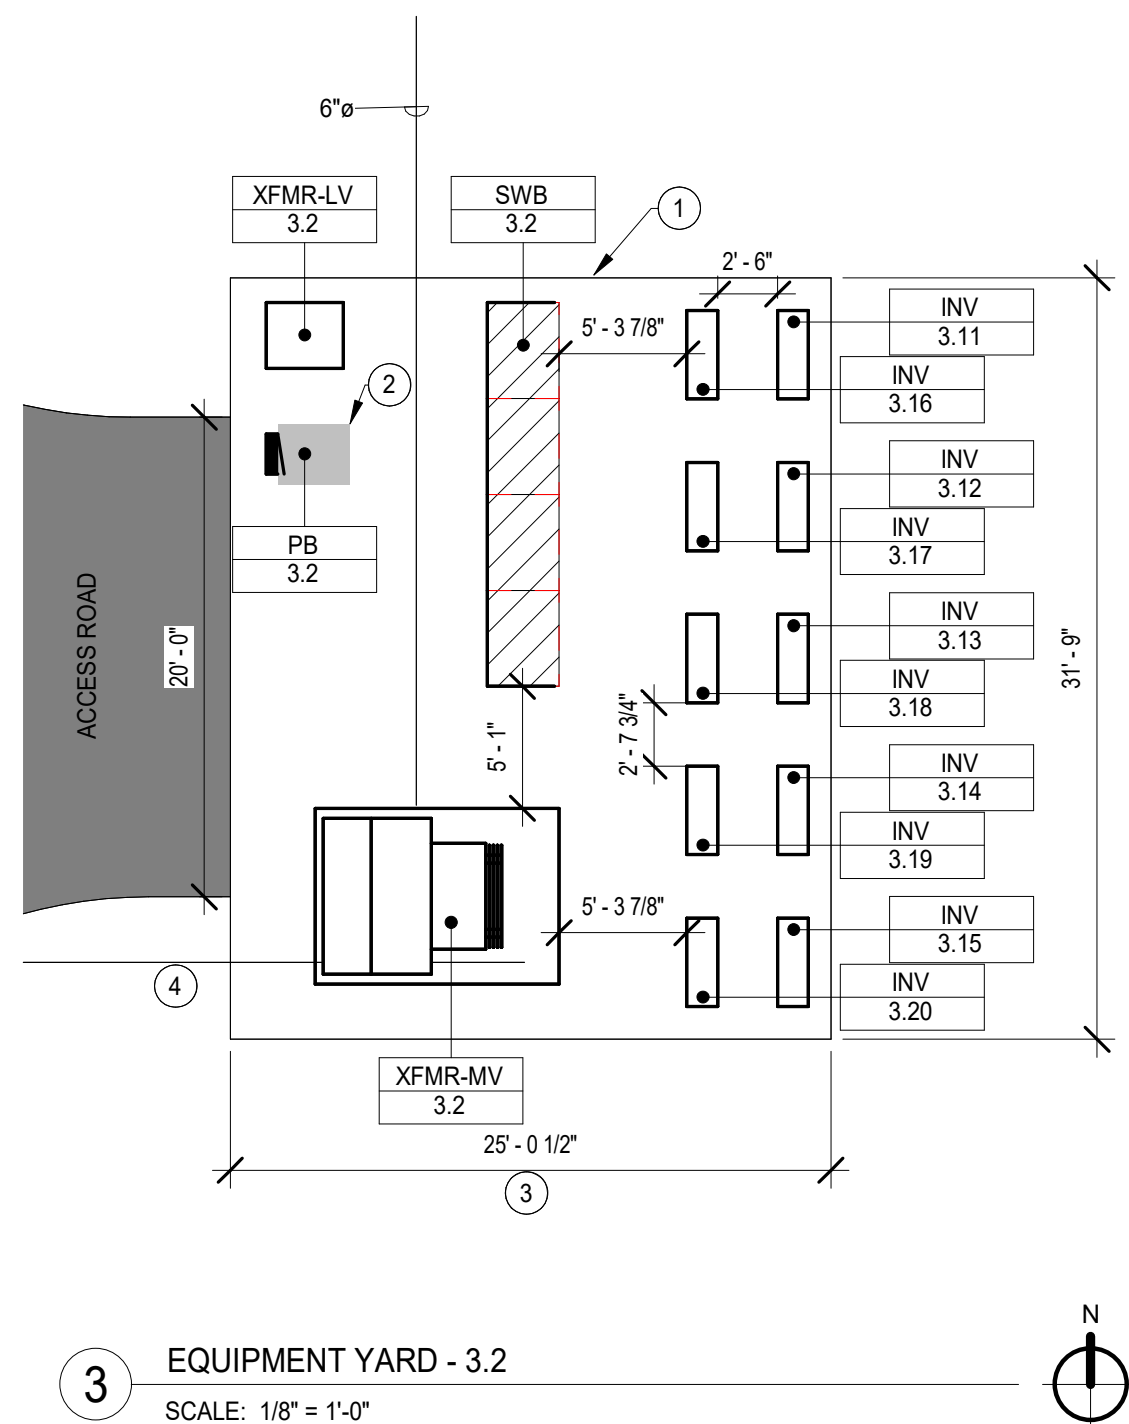 6"ø
XFMR-LV
3.2
SWB
3.2
1
2' - 6"
5' - 3 7/8"
INV
3.11
INV
3.16
2
INV
3.12
INV
3.17
PB
3.2
ACCESS ROAD
20' - 0"
INV
3.13
INV
3.18
31' - 9"
5' - 1"
2' - 7 3/4"
INV
3.14
INV
3.19
5' - 3 7/8"
INV
3.15
INV
3.20
4
XFMR-MV
3.2
25' - 0 1/2"
3
N
3
EQUIPMENT YARD - 3.2
SCALE: 1/8" = 1'-0"